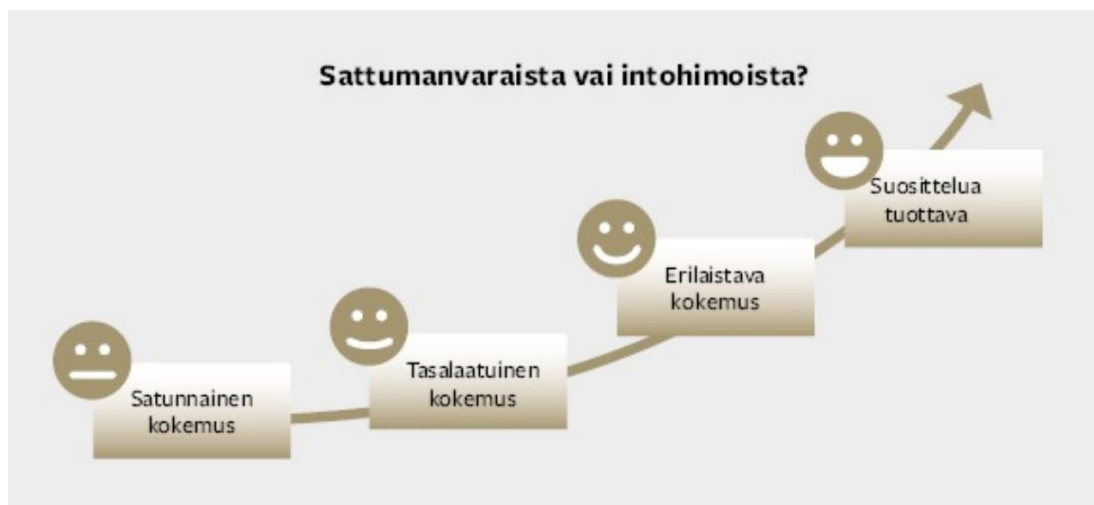 Sattumanvaraista vai intohimoista?
Suosittelua
tuottava
Erilaistava
kokemus
Tasalaatuinen
kokemus
Satunnainen
kokemus